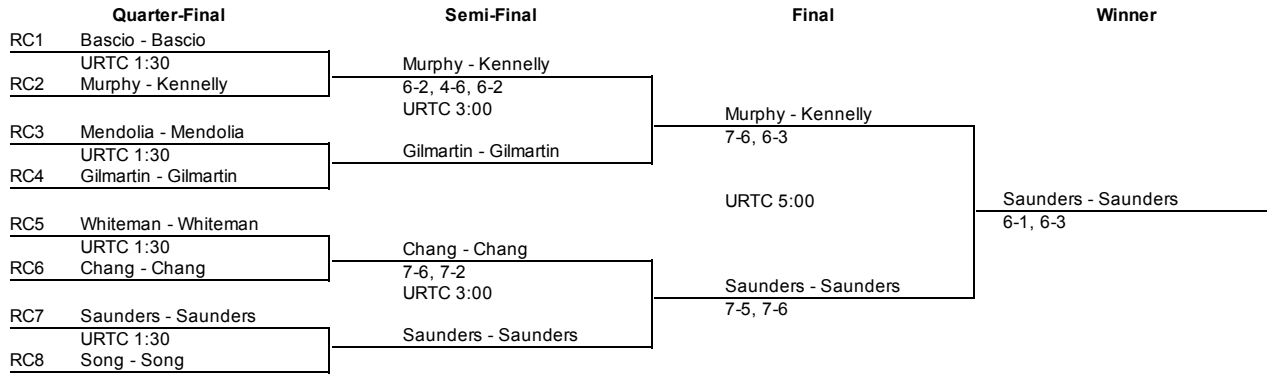 Quarter-Final Semi-Final Final Winner
RC1 Bascio - Bascio
URTC 1:30
RC2 Murphy - Kennelly
Murphy - Kennelly
6-2, 4-6, 6-2
URTC 3:00
RC3 Mendolia - Mendolia
URTC 1:30
RC4 Gilmartin - Gilmartin
Gilmartin - Gilmartin
Murphy - Kennelly
7-6, 6-3
URTC 5:00
RC5 Whiteman - Whiteman
URTC 1:30
RC6 Chang - Chang
Chang - Chang
7-6, 7-2
URTC 3:00
RC7 Saunders - Saunders
URTC 1:30
RC8 Song - Song
Saunders - Saunders
Saunders - Saunders
7-5, 7-6
Saunders - Saunders
6-1, 6-3